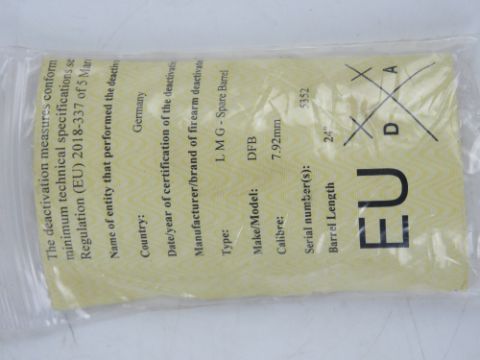 The deactivation measures conform
minimum technical specifications se
Regulation (EU) 2018-337 of 5 Mar
Name of entity that performed the deactiv
Country: Germany
Date/year of certification of the deactivati
Manufacturer/brand of firearm deactivate
Type: L M G - Spare Barrel
Make/Model: DFB
Calibre: 7.92mm
Serial number(s): 5352
Barrel Length 24"
EU
X X
D A